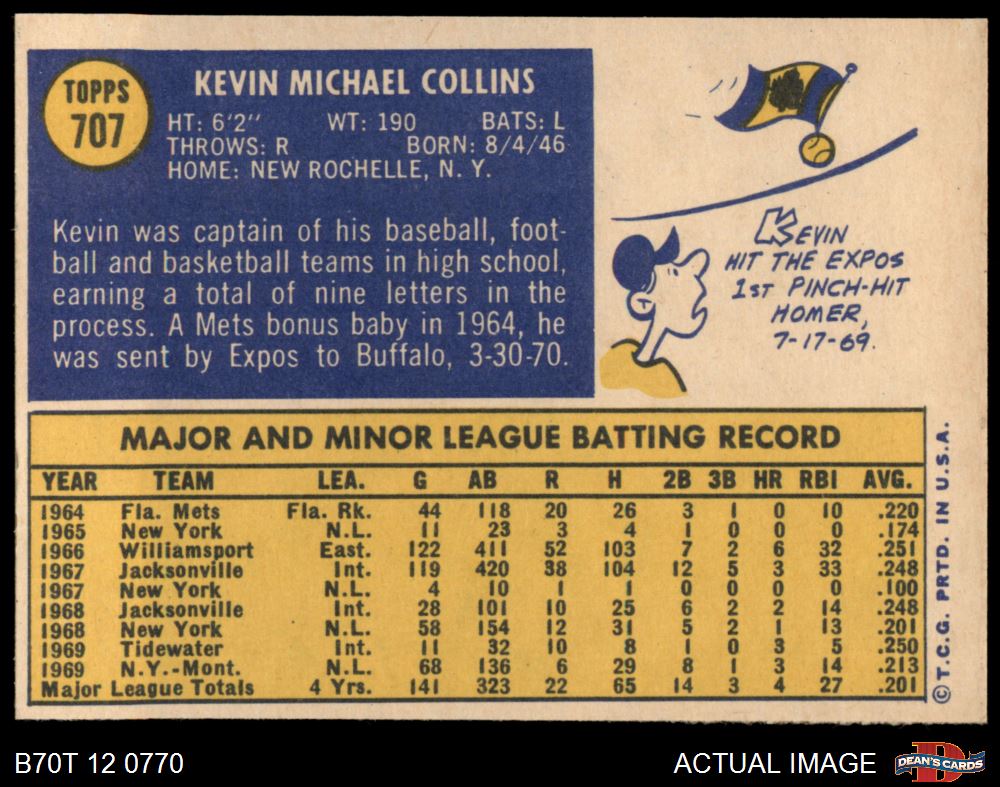 TOPPS
707
KEVIN MICHAEL COLLINS
HT: 6'2" WT: 190 BATS: L
THROWS: R BORN: 8/4/46
HOME: NEW ROCHELLE, N. Y.
Kevin was captain of his baseball, foot-
ball and basketball teams in high school,
earning a total of nine letters in the
process. A Mets bonus baby in 1964, he
was sent by Expos to Buffalo, 3-30-70.
KEVIN
HIT THE EXPOS
1ST PINCH-HIT
HOMER,
7-17-69.
MAJOR AND MINOR LEAGUE BATTING RECORD
YEAR TEAM LEA. G AB R H 2B 3B HR RBI AVG.
1964 Fla. Mets Fla. Rk. 44 118 20 26 3 1 0 10 .220
1965 New York N.L. 11 23 3 4 1 0 0 0 .174
1966 Williamsport East. 122 411 52 103 7 2 6 32 .251
1967 Jacksonville Int. 119 420 38 104 12 5 3 33 .248
1967 New York N.L. 4 10 1 1 0 0 0 0 .100
1968 Jacksonville Int. 28 101 10 25 6 2 2 14 .248
1968 New York N.L. 58 154 12 31 5 2 1 13 .201
1969 Tidewater Int. 11 32 10 8 1 0 3 5 .250
1969 N.Y.-Mont. N.L. 68 136 6 29 8 1 3 14 .213
Major League Totals 4 Yrs. 141 323 22 65 14 3 4 27 .201
© T.C.G. PRTD. IN U.S.A.
B70T 12 0770 ACTUAL IMAGE
D
DEAN'S CARDS